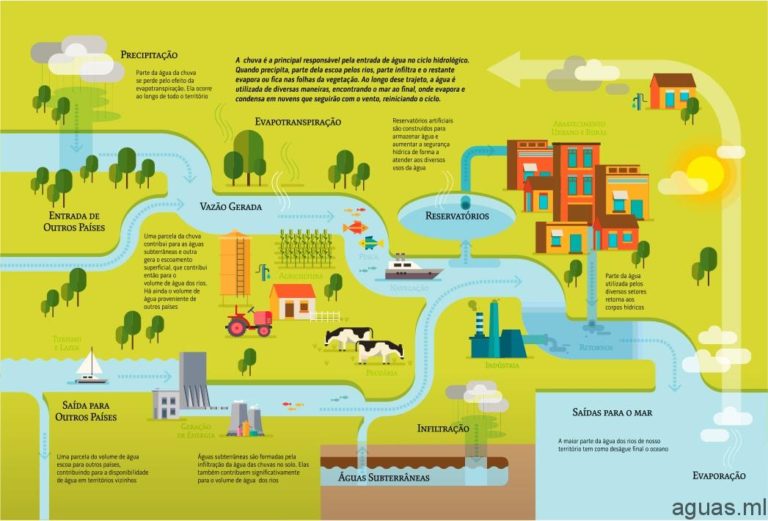 PRECIPITAÇÃO
Parte da água da chuva
se perde pelo efeito da
evapotranspiração. Ela ocorre
ao longo de todo o território
A chuva é a principal responsável pela entrada de água no ciclo hidrológico.
Quando precipita, parte dela escoa pelos rios, parte infiltra e o restante
evapora ou fica nas folhas da vegetação. Ao longo desse trajeto, a água é
utilizada de diversas maneiras, encontrando o mar ao final, onde evapora e
condensa em nuvens que seguirão com o vento, reiniciando o ciclo.
EVAPOTRANSPIRAÇÃO
Reservatórios artificiais
são construídos para
armazenar água e
aumentar a segurança
hídrica de forma a
atender aos diversos
usos da água
ABASTECIMENTO
URBANO E RURAL
ENTRADA DE
OUTROS PAÍSES
VAZÃO GERADA
RESERVATÓRIOS
Uma parcela da chuva
contribui para as águas
subterrâneas e outra
gera o escoamento
superficial, que contribui
então para o
volume de água dos rios.
Há ainda o volume de
água proveniente de
outros países
AGRICULTURA
PESCA
NAVEGAÇÃO
Parte da água
utilizada pelos
diversos setores
retorna aos
corpos hídricos
TURISMO
E LAZER
PECUÁRIA
INDÚSTRIA
RETORNOS
SAÍDA PARA
OUTROS PAÍSES
GERAÇÃO
DE ENERGIA
INFILTRAÇÃO
SAÍDAS PARA O MAR
Uma parcela do volume de água
escoa para outros países,
contribuindo para a disponibilidade
de água em territórios vizinhos
Águas subterrâneas são formadas pela
infiltração da água das chuvas no solo. Elas
também contribuem significativamente
para o volume de água dos rios
ÁGUAS SUBTERRÂNEAS
A maior parte da água dos rios de nosso
território tem como deságue final o oceano
EVAPORAÇÃO
aguas.ml